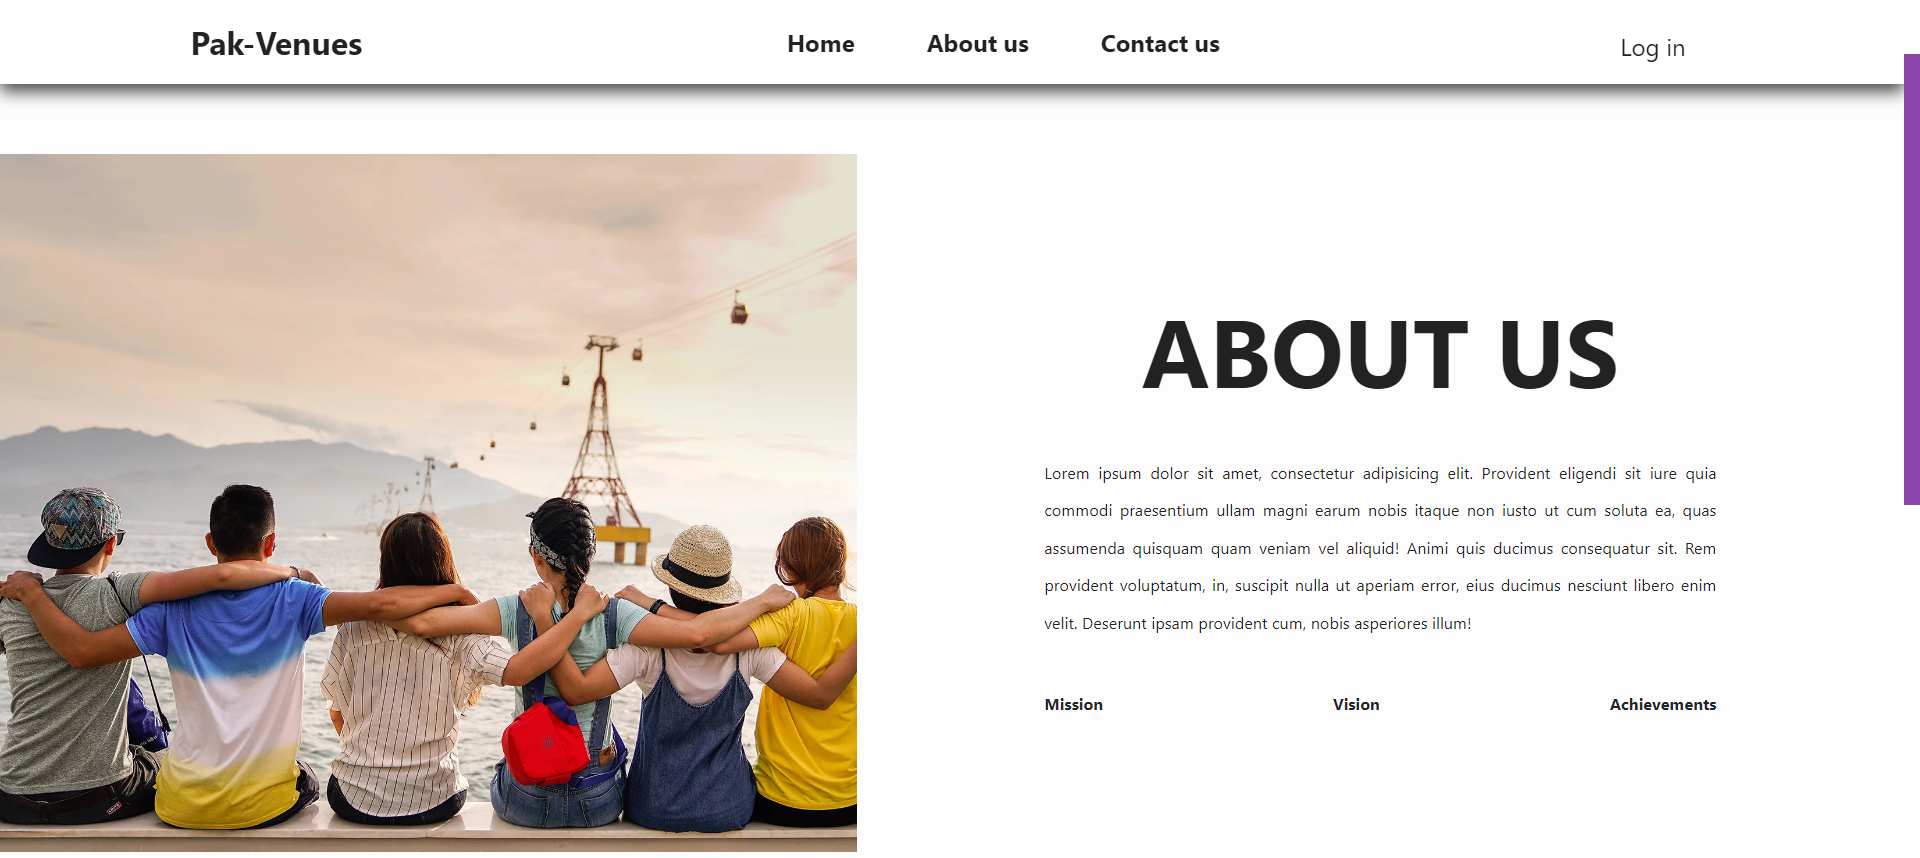 Pak-Venues
Home
About us
Contact us
Log in
ABOUT US
Lorem ipsum dolor sit amet, consectetur adipisicing elit. Provident eligendi sit iure quia
commodi praesentium ullam magni earum nobis itaque non iusto ut cum soluta ea, quas
assumenda quisquam quam veniam vel aliquid! Animi quis ducimus consequatur sit. Rem
provident voluptatum, in, suscipit nulla ut aperiam error, eius ducimus nesciunt libero enim
velit. Deserunt ipsam provident cum, nobis asperiores illum!
Mission
Vision
Achievements